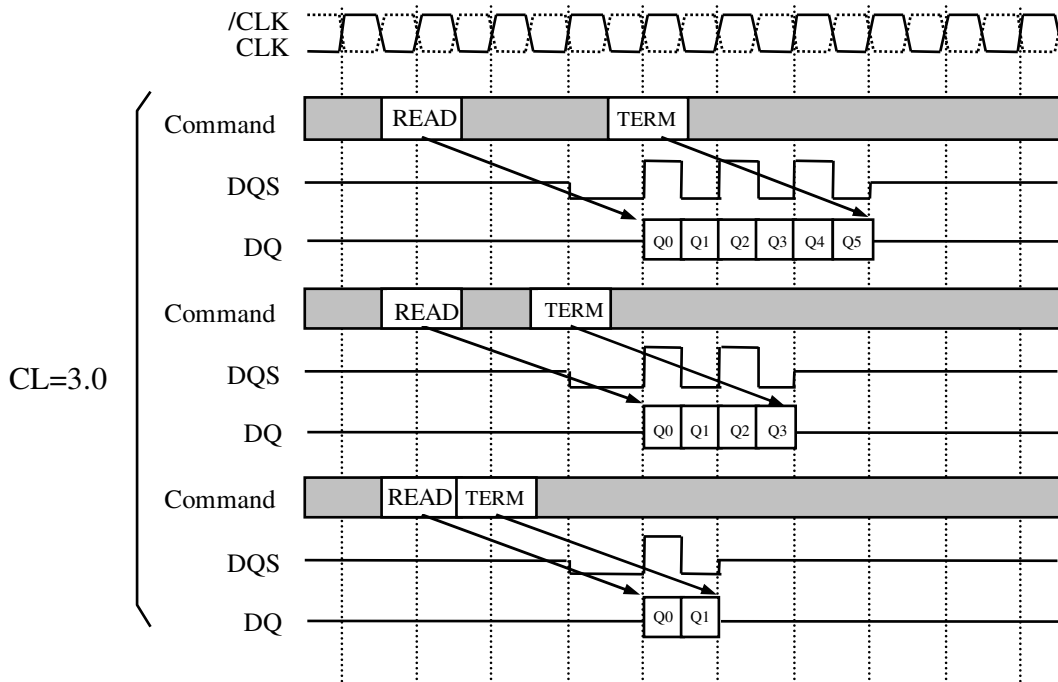 /CLK
CLK
Command READ TERM
DQS
DQ Q0 Q1 Q2 Q3 Q4 Q5
Command READ TERM
CL=3.0
DQS
DQ Q0 Q1 Q2 Q3
Command READ TERM
DQS
DQ Q0 Q1